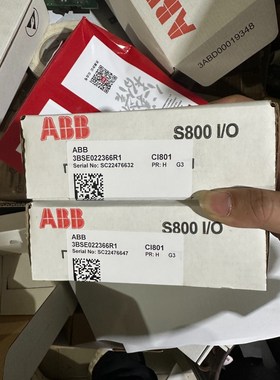 ABB
3ABD00019348
ABB
S800 I/O
ABB
3BSE022366R1 CI801
Serial No: SC22476632 PR: H G3
ABB
S800 I/O
ABB
3BSE022366R1 CI801
Serial No: SC22476647 PR: H G3